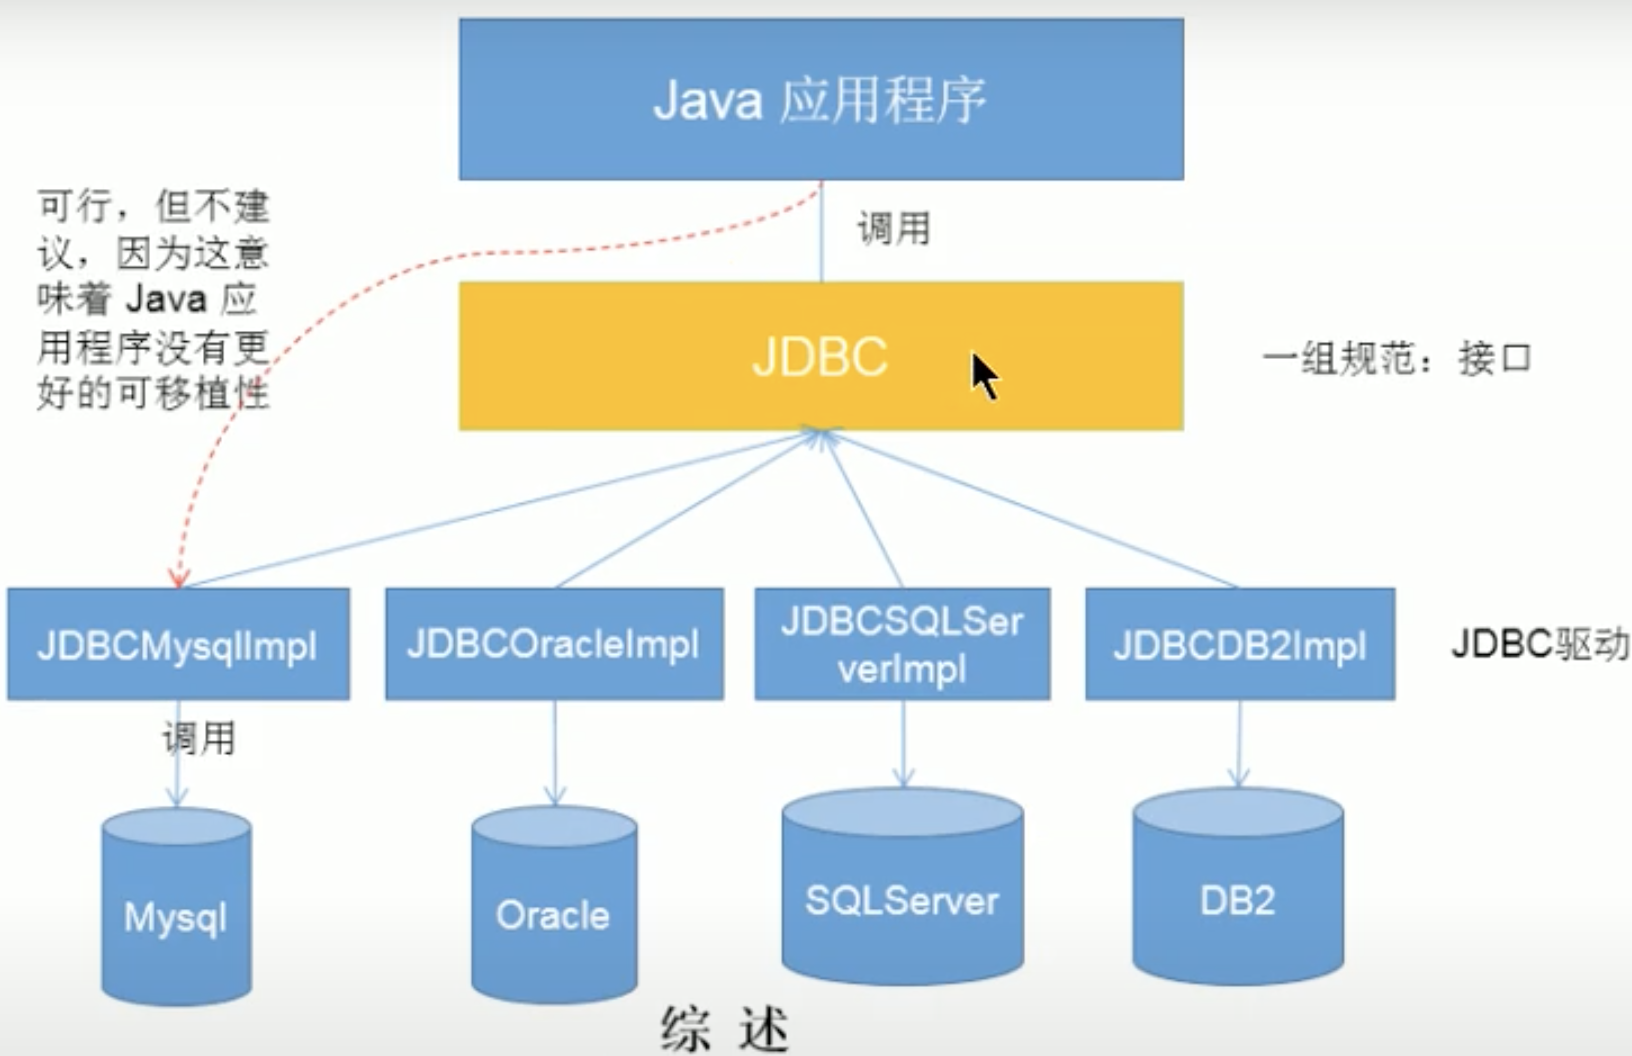 Java 应用程序
可行，但不建
议，因为这意
味着 Java 应
用程序没有更
好的可移植性
调用
JDBC
一组规范：接口
JDBCMysqlImpl
JDBCOracleImpl
JDBCSQLSer
verImpl
JDBCDB2Impl
JDBC驱动
调用
Mysql
Oracle
SQLServer
DB2
综 述